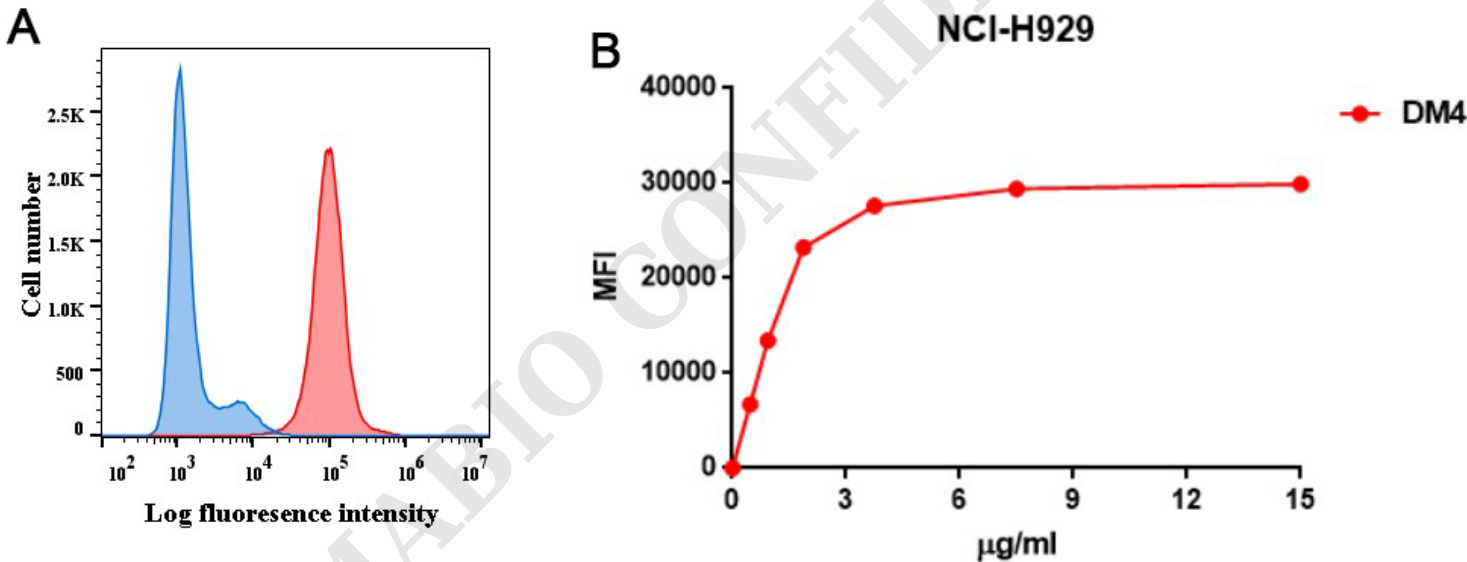 A
2.5K
2.0K
1.5K
1.0K
500
0
Cell number
10² 10³ 10⁴ 10⁵ 10⁶ 10⁷
Log fluoresence intensity
B
NCI-H929
40000
30000
20000
10000
0
MFI
0 3 6 9 12 15
µg/ml
DM4
MABIO CONFID